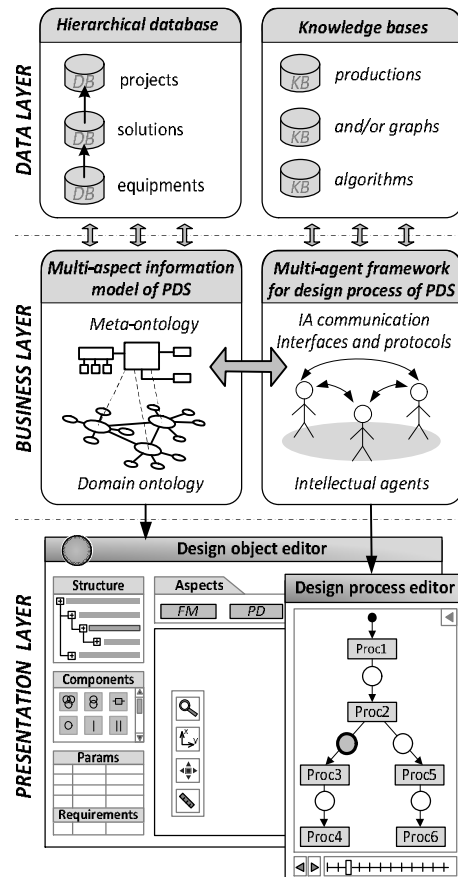 DATA LAYER
Hierarchical database
DB projects
DB solutions
DB equipments
Knowledge bases
KB productions
KB and/or graphs
KB algorithms
BUSINESS LAYER
Multi-aspect information
model of PDS
Meta-ontology
Domain ontology
Multi-agent framework
for design process of PDS
IA communication
Interfaces and protocols
Intellectual agents
PRESENTATION LAYER
Design object editor
Structure
Components
Params
Requirements
Aspects
FM PD
x
y
Design process editor
Proc1
Proc2
Proc3 Proc5
Proc4 Proc6